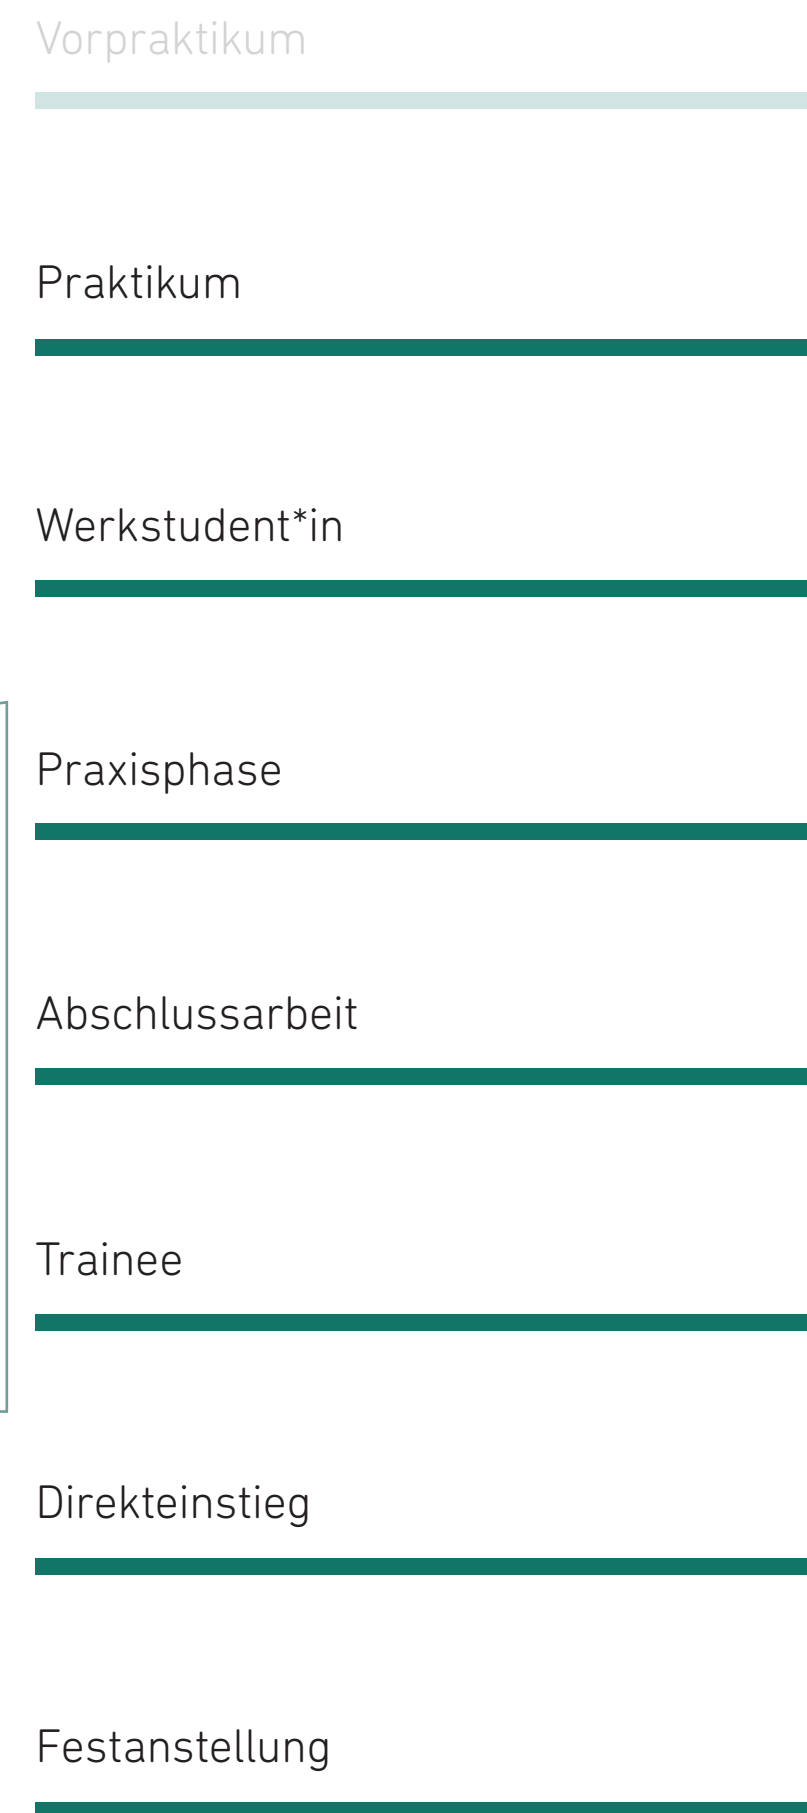 Vorpraktikum
Praktikum
Werkstudent*in
Praxisphase
Abschlussarbeit
Trainee
Direkteinstieg
Festanstellung